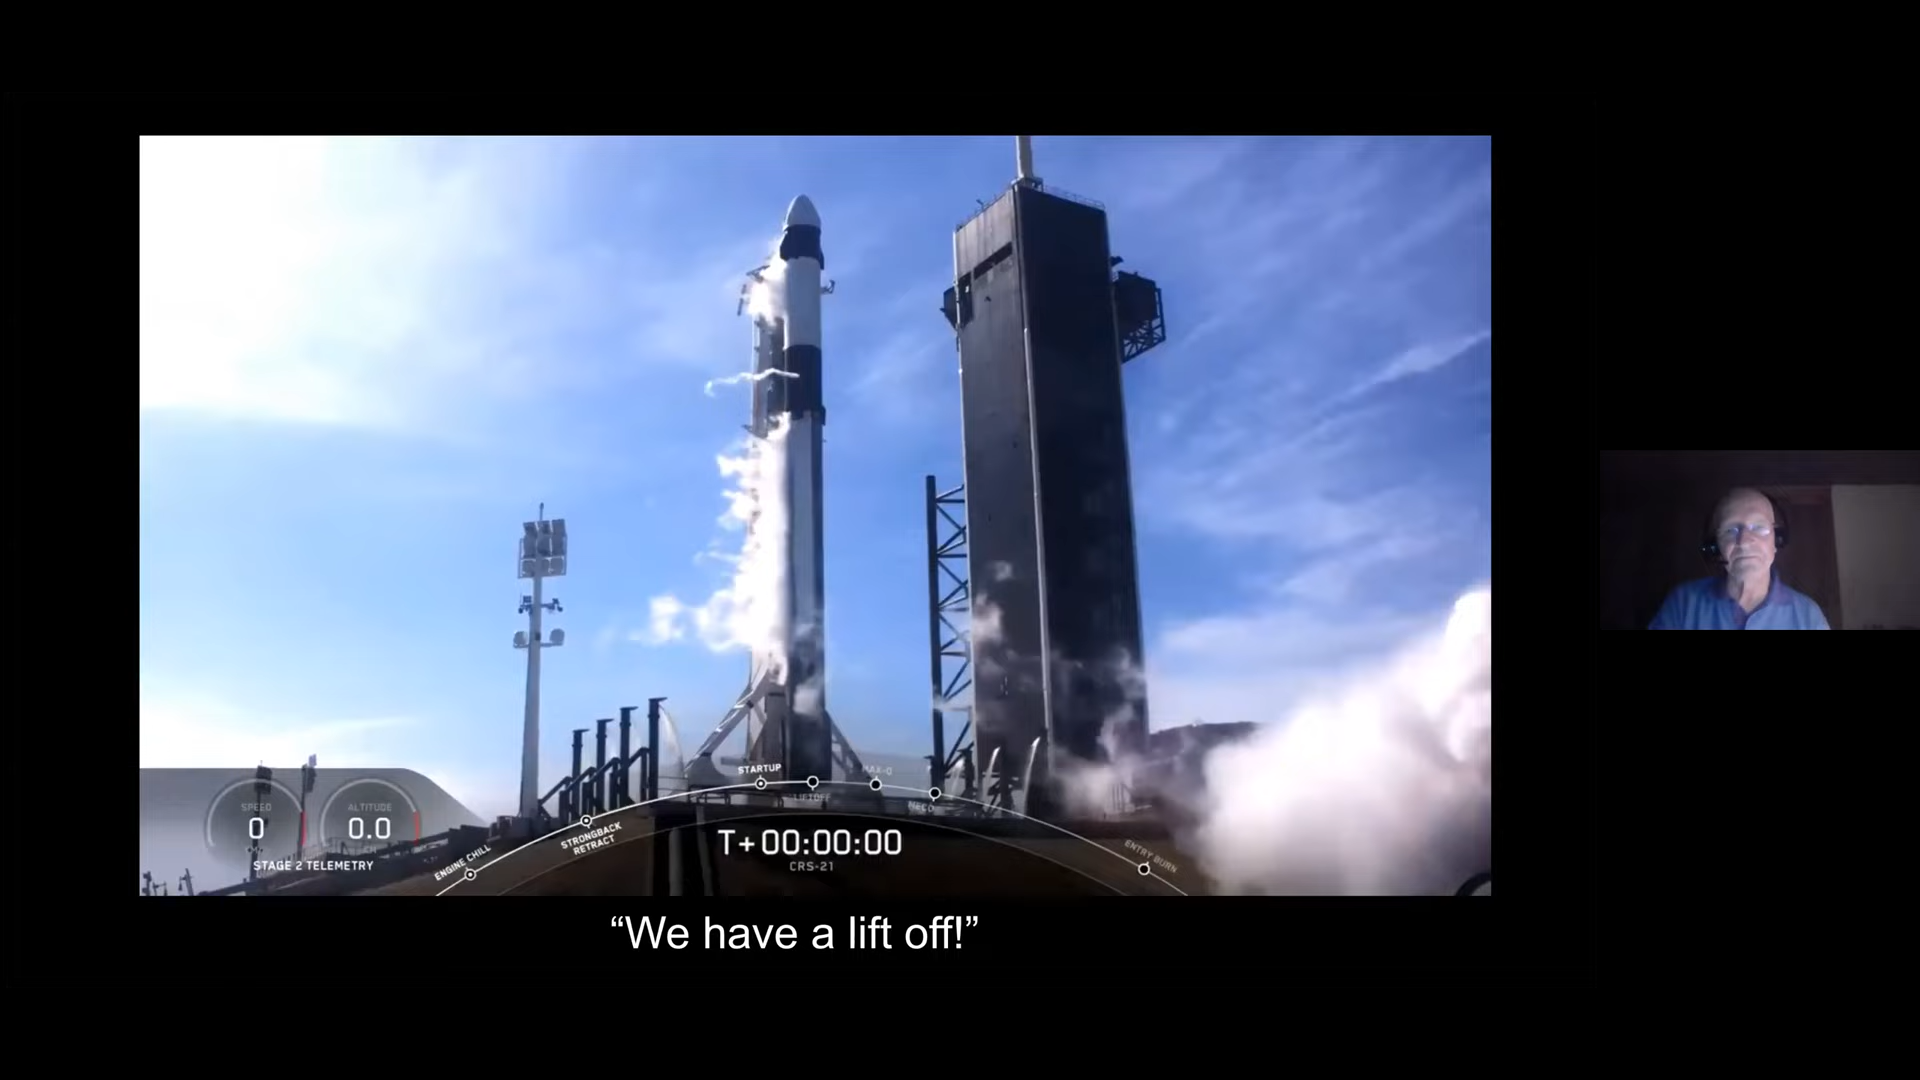 SPEED
0
ALTITUDE
0.0
STAGE 2 TELEMETRY
ENGINE CHILL
STRONGBACK
RETRACT
STARTUP
LIFTOFF
MAX-Q
MECO
ENTRY BURN
T+00:00:00
CRS-21
“We have a lift off!”